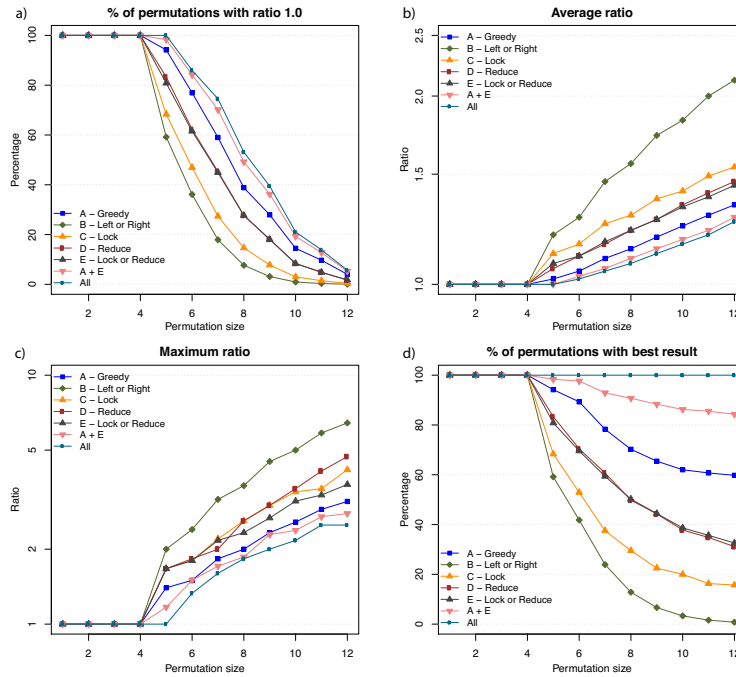 a)
% of permutations with ratio 1.0
Percentage
100
80
60
40
20
0
A − Greedy
B − Left or Right
C − Lock
D − Reduce
E − Lock or Reduce
A + E
All
2 4 6 8 10 12
Permutation size
b)
Average ratio
Ratio
2.5
2.0
1.5
1.0
A − Greedy
B − Left or Right
C − Lock
D − Reduce
E − Lock or Reduce
A + E
All
2 4 6 8 10 12
Permutation size
c)
Maximum ratio
Ratio
10
5
2
1
A − Greedy
B − Left or Right
C − Lock
D − Reduce
E − Lock or Reduce
A + E
All
2 4 6 8 10 12
Permutation size
d)
% of permutations with best result
Percentage
100
80
60
40
20
0
A − Greedy
B − Left or Right
C − Lock
D − Reduce
E − Lock or Reduce
A + E
All
2 4 6 8 10 12
Permutation size